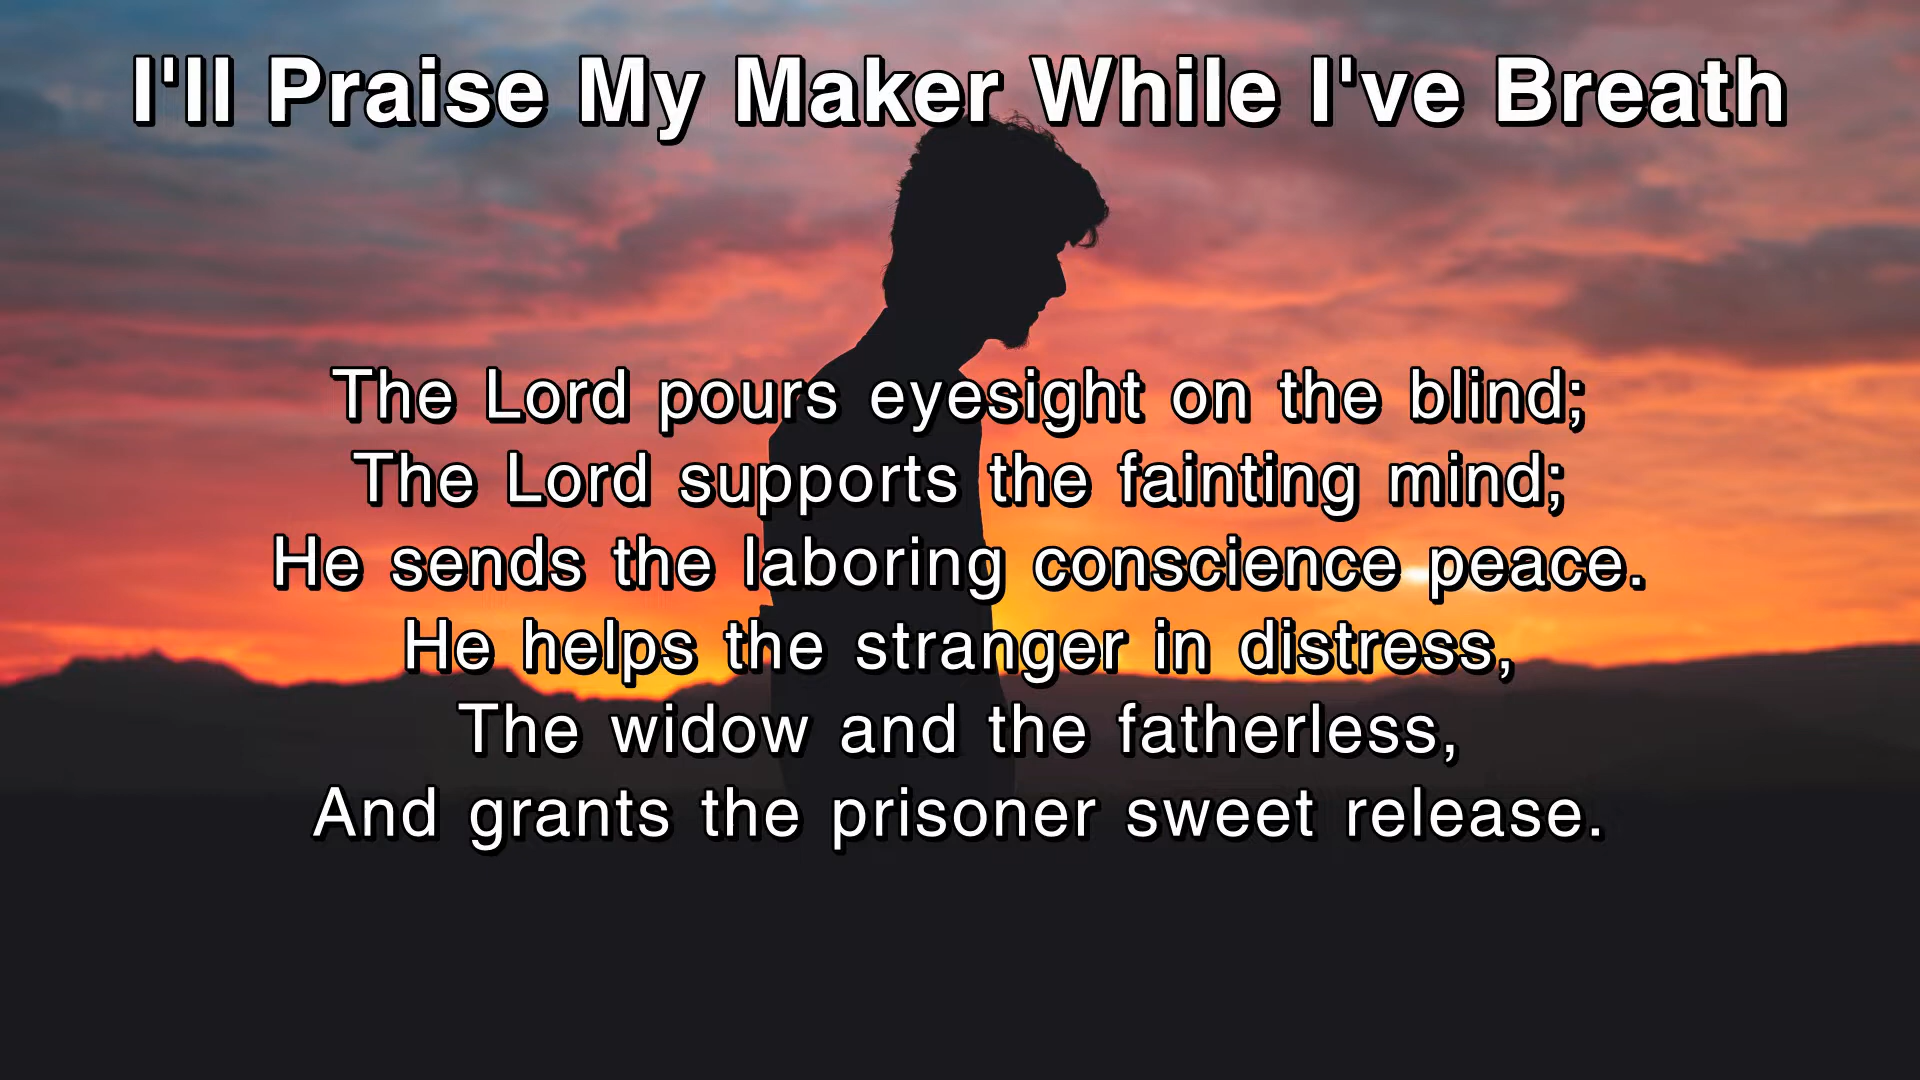 I'll Praise My Maker While I've Breath
The Lord pours eyesight on the blind;
The Lord supports the fainting mind;
He sends the laboring conscience peace.
He helps the stranger in distress,
The widow and the fatherless,
And grants the prisoner sweet release.